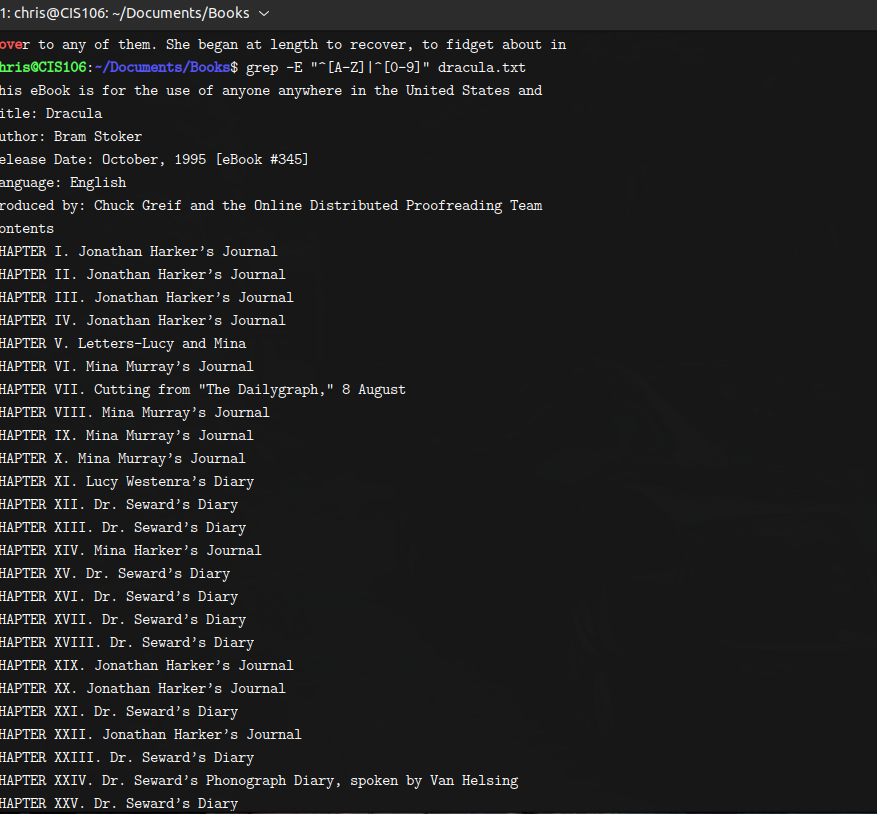 1: chris@CIS106: ~/Documents/Books
over to any of them. She began at length to recover, to fidget about in
hris@CIS106:~/Documents/Books$ grep -E "^[A-Z]|^[0-9]" dracula.txt
his eBook is for the use of anyone anywhere in the United States and
itle: Dracula
uthor: Bram Stoker
elease Date: October, 1995 [eBook #345]
anguage: English
roduced by: Chuck Greif and the Online Distributed Proofreading Team
ontents
HAPTER I. Jonathan Harker’s Journal
HAPTER II. Jonathan Harker’s Journal
HAPTER III. Jonathan Harker’s Journal
HAPTER IV. Jonathan Harker’s Journal
HAPTER V. Letters—Lucy and Mina
HAPTER VI. Mina Murray’s Journal
HAPTER VII. Cutting from "The Dailygraph," 8 August
HAPTER VIII. Mina Murray’s Journal
HAPTER IX. Mina Murray’s Journal
HAPTER X. Mina Murray’s Journal
HAPTER XI. Lucy Westenra’s Diary
HAPTER XII. Dr. Seward’s Diary
HAPTER XIII. Dr. Seward’s Diary
HAPTER XIV. Mina Harker’s Journal
HAPTER XV. Dr. Seward’s Diary
HAPTER XVI. Dr. Seward’s Diary
HAPTER XVII. Dr. Seward’s Diary
HAPTER XVIII. Dr. Seward’s Diary
HAPTER XIX. Jonathan Harker’s Journal
HAPTER XX. Jonathan Harker’s Journal
HAPTER XXI. Dr. Seward’s Diary
HAPTER XXII. Jonathan Harker’s Journal
HAPTER XXIII. Dr. Seward’s Diary
HAPTER XXIV. Dr. Seward’s Phonograph Diary, spoken by Van Helsing
HAPTER XXV. Dr. Seward’s Diary